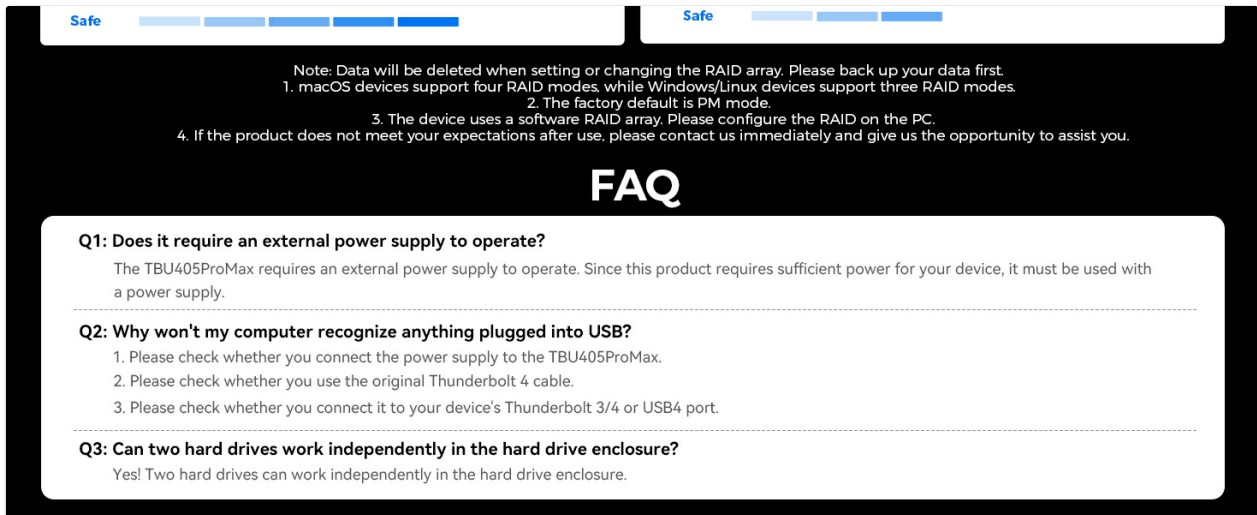 Safe
Safe
Note: Data will be deleted when setting or changing the RAID array. Please back up your data first.
1. macOS devices support four RAID modes, while Windows/Linux devices support three RAID modes.
2. The factory default is PM mode.
3. The device uses a software RAID array. Please configure the RAID on the PC.
4. If the product does not meet your expectations after use, please contact us immediately and give us the opportunity to assist you.
FAQ
Q1: Does it require an external power supply to operate?
The TBU405ProMax requires an external power supply to operate. Since this product requires sufficient power for your device, it must be used with
a power supply.
Q2: Why won't my computer recognize anything plugged into USB?
1. Please check whether you connect the power supply to the TBU405ProMax.
2. Please check whether you use the original Thunderbolt 4 cable.
3. Please check whether you connect it to your device's Thunderbolt 3/4 or USB4 port.
Q3: Can two hard drives work independently in the hard drive enclosure?
Yes! Two hard drives can work independently in the hard drive enclosure.